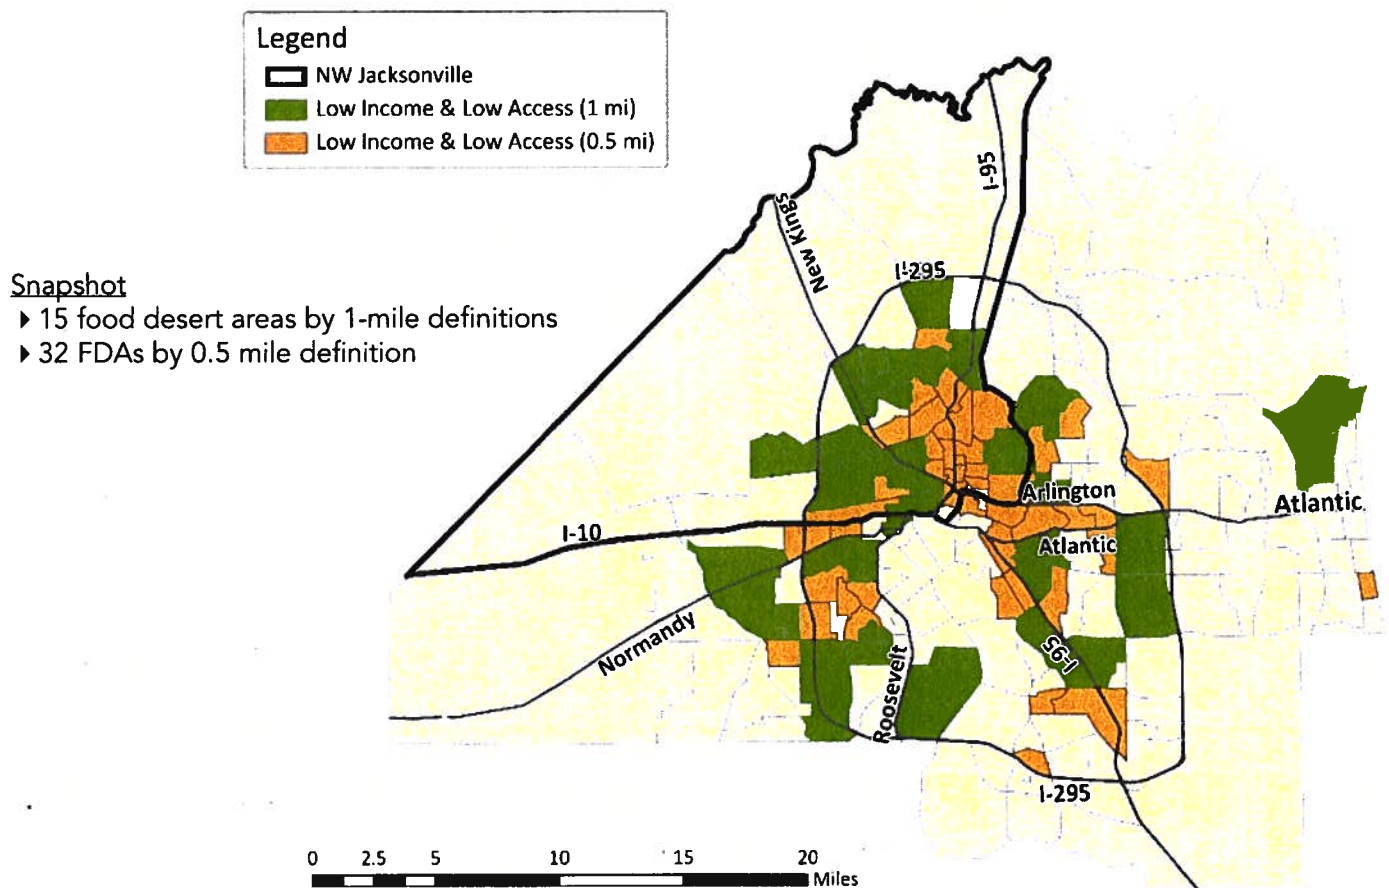 Legend
NW Jacksonville
Low Income & Low Access (1 mi)
Low Income & Low Access (0.5 mi)
I-95
New Kings
I-295
Snapshot
▸ 15 food desert areas by 1-mile definitions
▸ 32 FDAs by 0.5 mile definition
Arlington
Atlantic
I-10
Atlantic
Normandy
I-95
Roosevelt
I-295
0 2.5 5 10 15 20
Miles